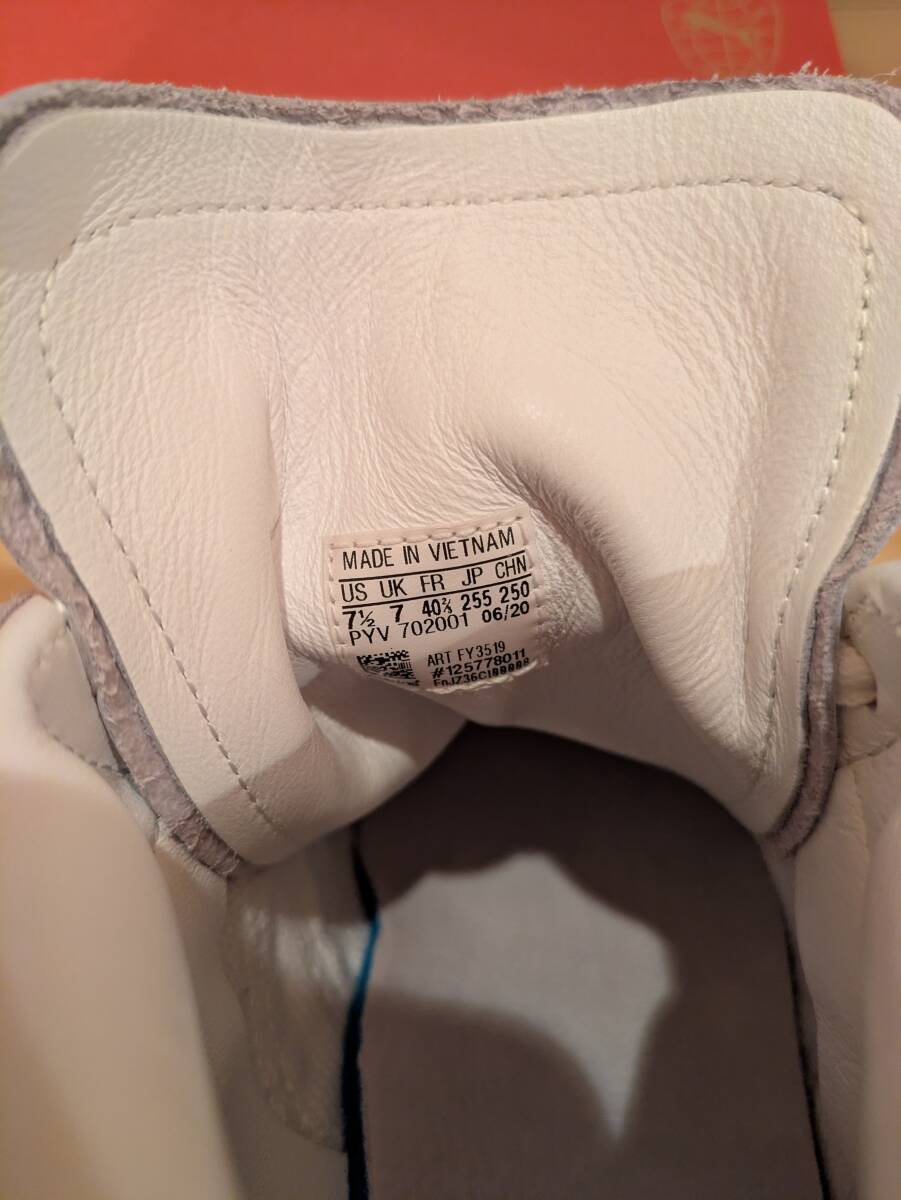 MADE IN VIETNAM
US UK FR JP CHN
7½ 7 40⅔ 255 250
PYV 702001 06/20
ART FY3519
#125778011